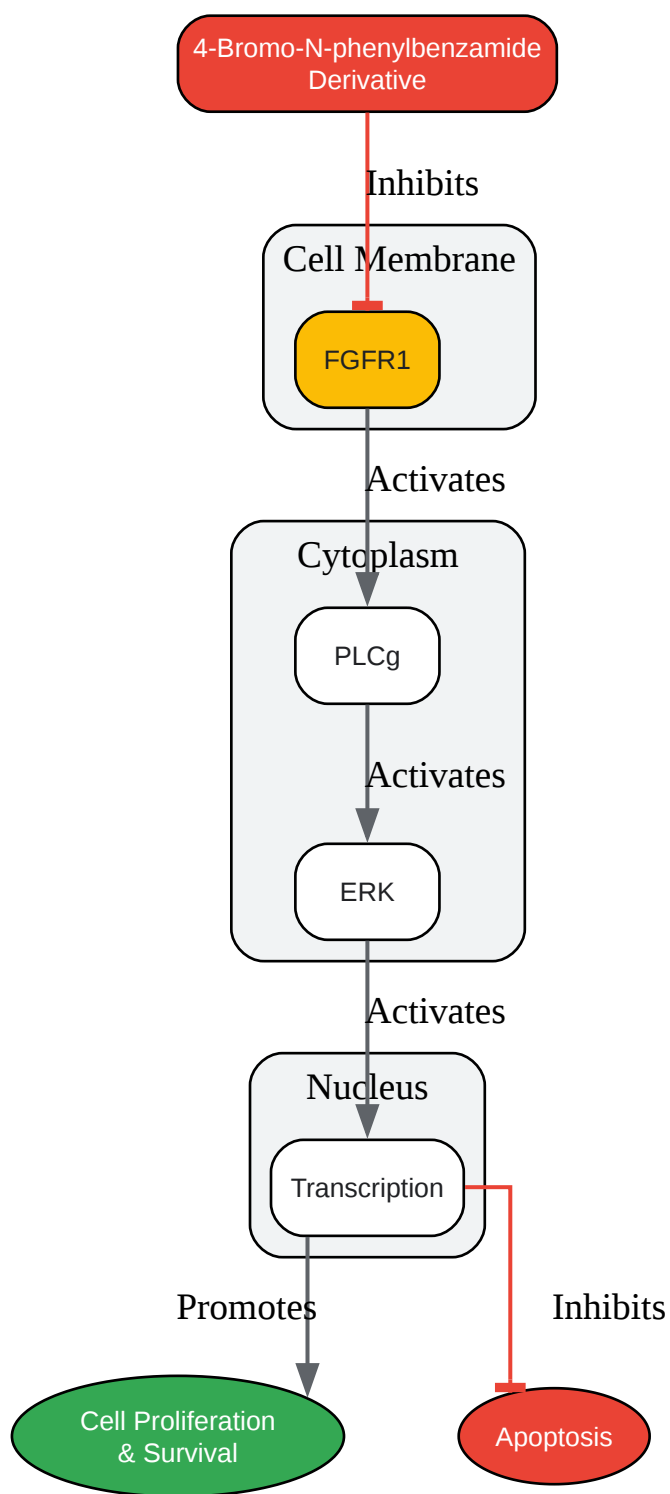 4-Bromo-N-phenylbenzamide
Derivative
Inhibits
Cell Membrane
FGFR1
Activates
Cytoplasm
PLCg
Activates
ERK
Activates
Nucleus
Transcription
Promotes
Inhibits
Cell Proliferation
& Survival
Apoptosis